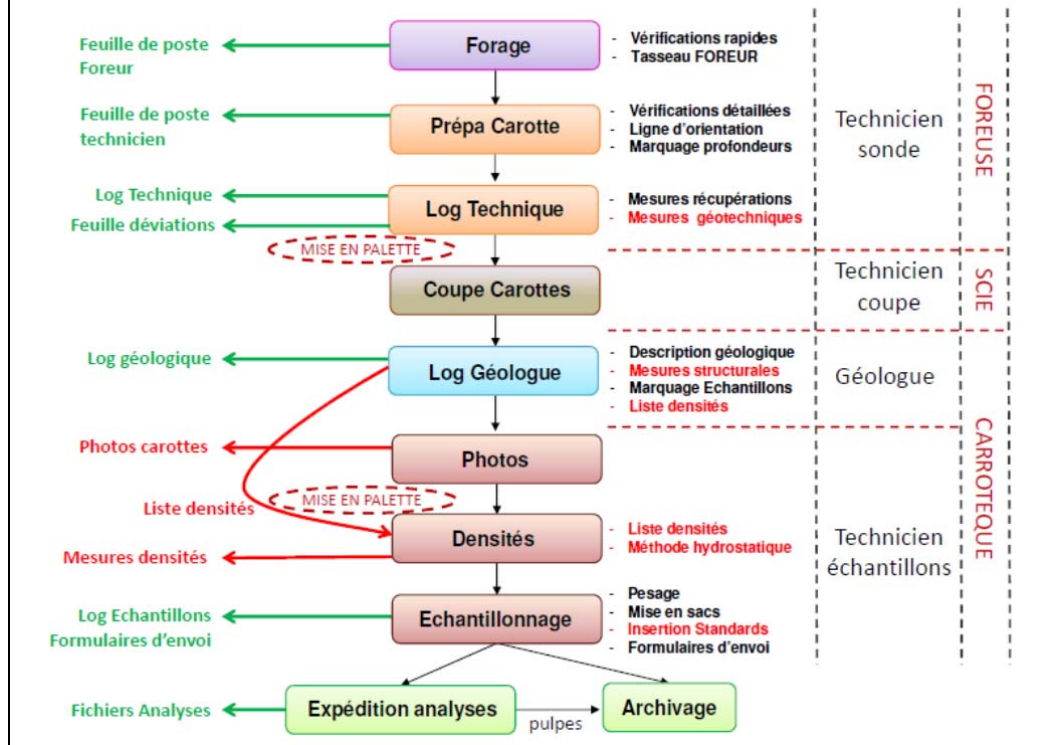 Feuille de poste
Foreur
Forage
- Vérifications rapides
- Tasseau FOREUR
Feuille de poste
technicien
Prépa Carotte
- Vérifications détaillées
- Ligne d'orientation
- Marquage profondeurs
Technicien
sonde
FOREUSE
Log Technique
Feuille déviations
Log Technique
- Mesures récupérations
- Mesures géotechniques
MISE EN PALETTE
Coupe Carottes
Technicien
coupe
SCIE
Log géologique
Log Géologue
- Description géologique
- Mesures structurales
- Marquage Echantillons
- Liste densités
Géologue
Photos carottes
Photos
CARROTEQUE
MISE EN PALETTE
Liste densités
Mesures densités
Densités
- Liste densités
- Méthode hydrostatique
Technicien
échantillons
Log Echantillons
Formulaires d'envoi
Echantillonnage
- Pesage
- Mise en sacs
- Insertion Standards
- Formulaires d'envoi
Fichiers Analyses
Expédition analyses
pulpes
Archivage